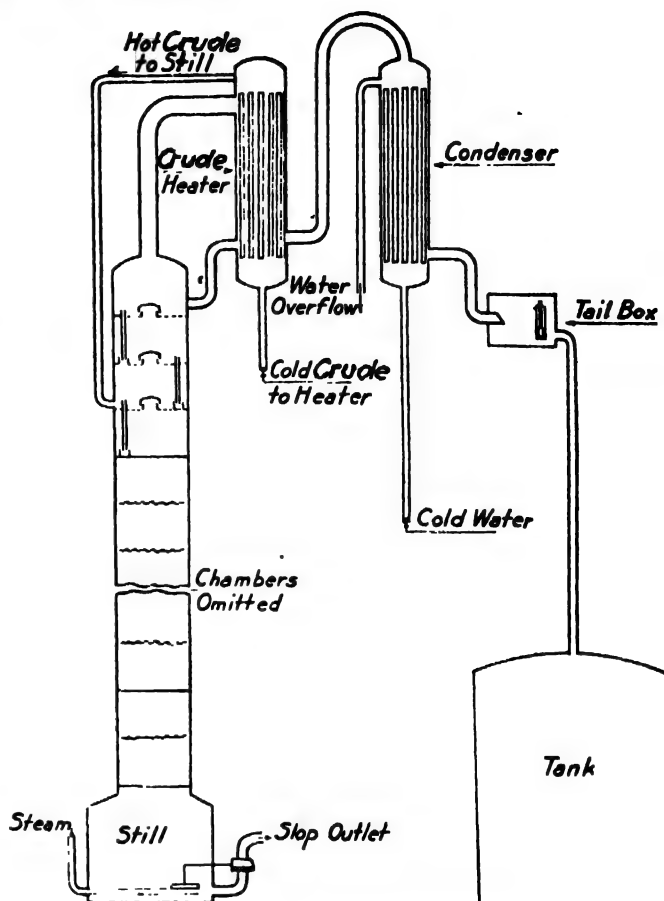 Hot Crude
to Still
Crude
Heater
Condenser
Water
Overflow
Tail Box
Cold Crude
to Heater
Cold Water
Chambers
Omitted
Tank
Steam
Still
Slop Outlet